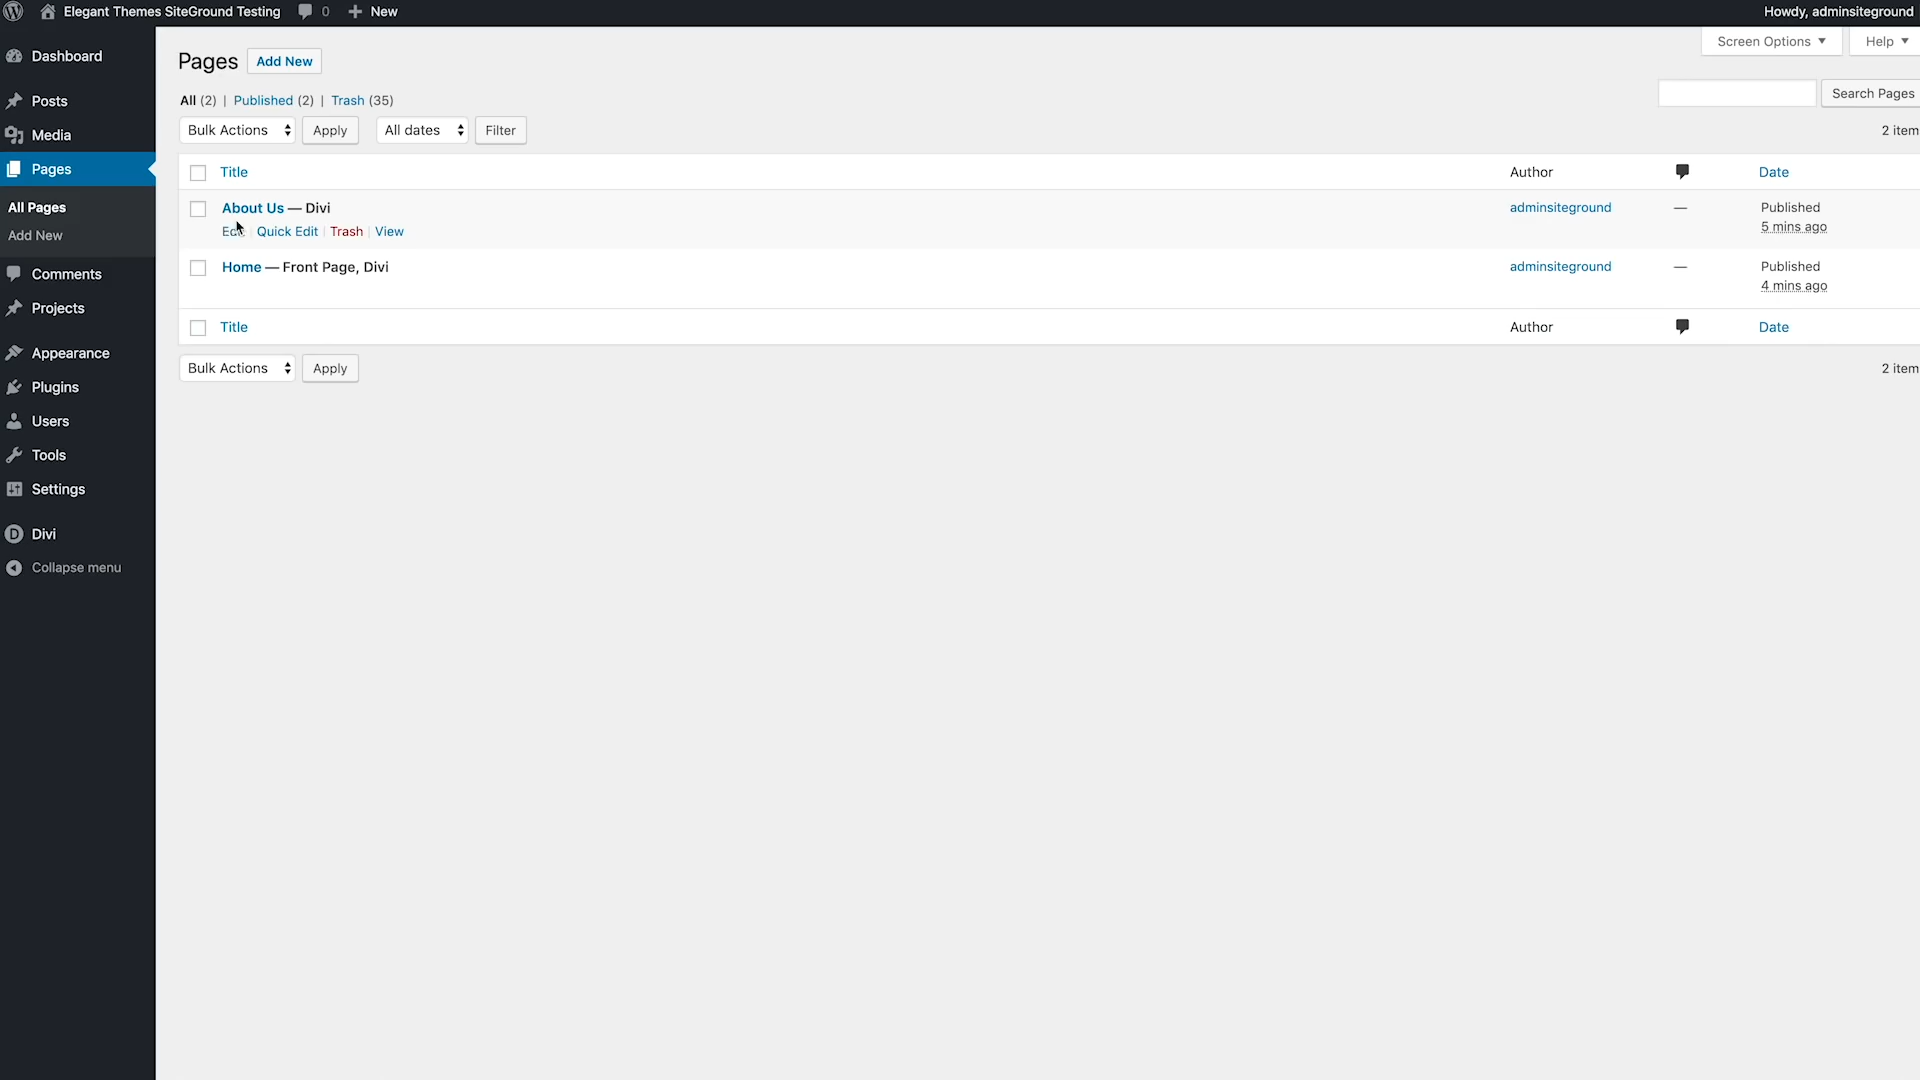 Elegant Themes SiteGround Testing 0 New Howdy, adminsiteground
Dashboard
Posts
Media
Pages
All Pages
Add New
Comments
Projects
Appearance
Plugins
Users
Tools
Settings
Divi
Collapse menu
Screen Options Help
Pages Add New
All (2) | Published (2) | Trash (35)
Search Pages
Bulk Actions Apply All dates Filter
2 item
Title Author Date
About Us — Divi adminsiteground — Published
Quick Edit | Trash | View 5 mins ago
Home — Front Page, Divi adminsiteground — Published
4 mins ago
Title Author Date
Bulk Actions Apply 2 item